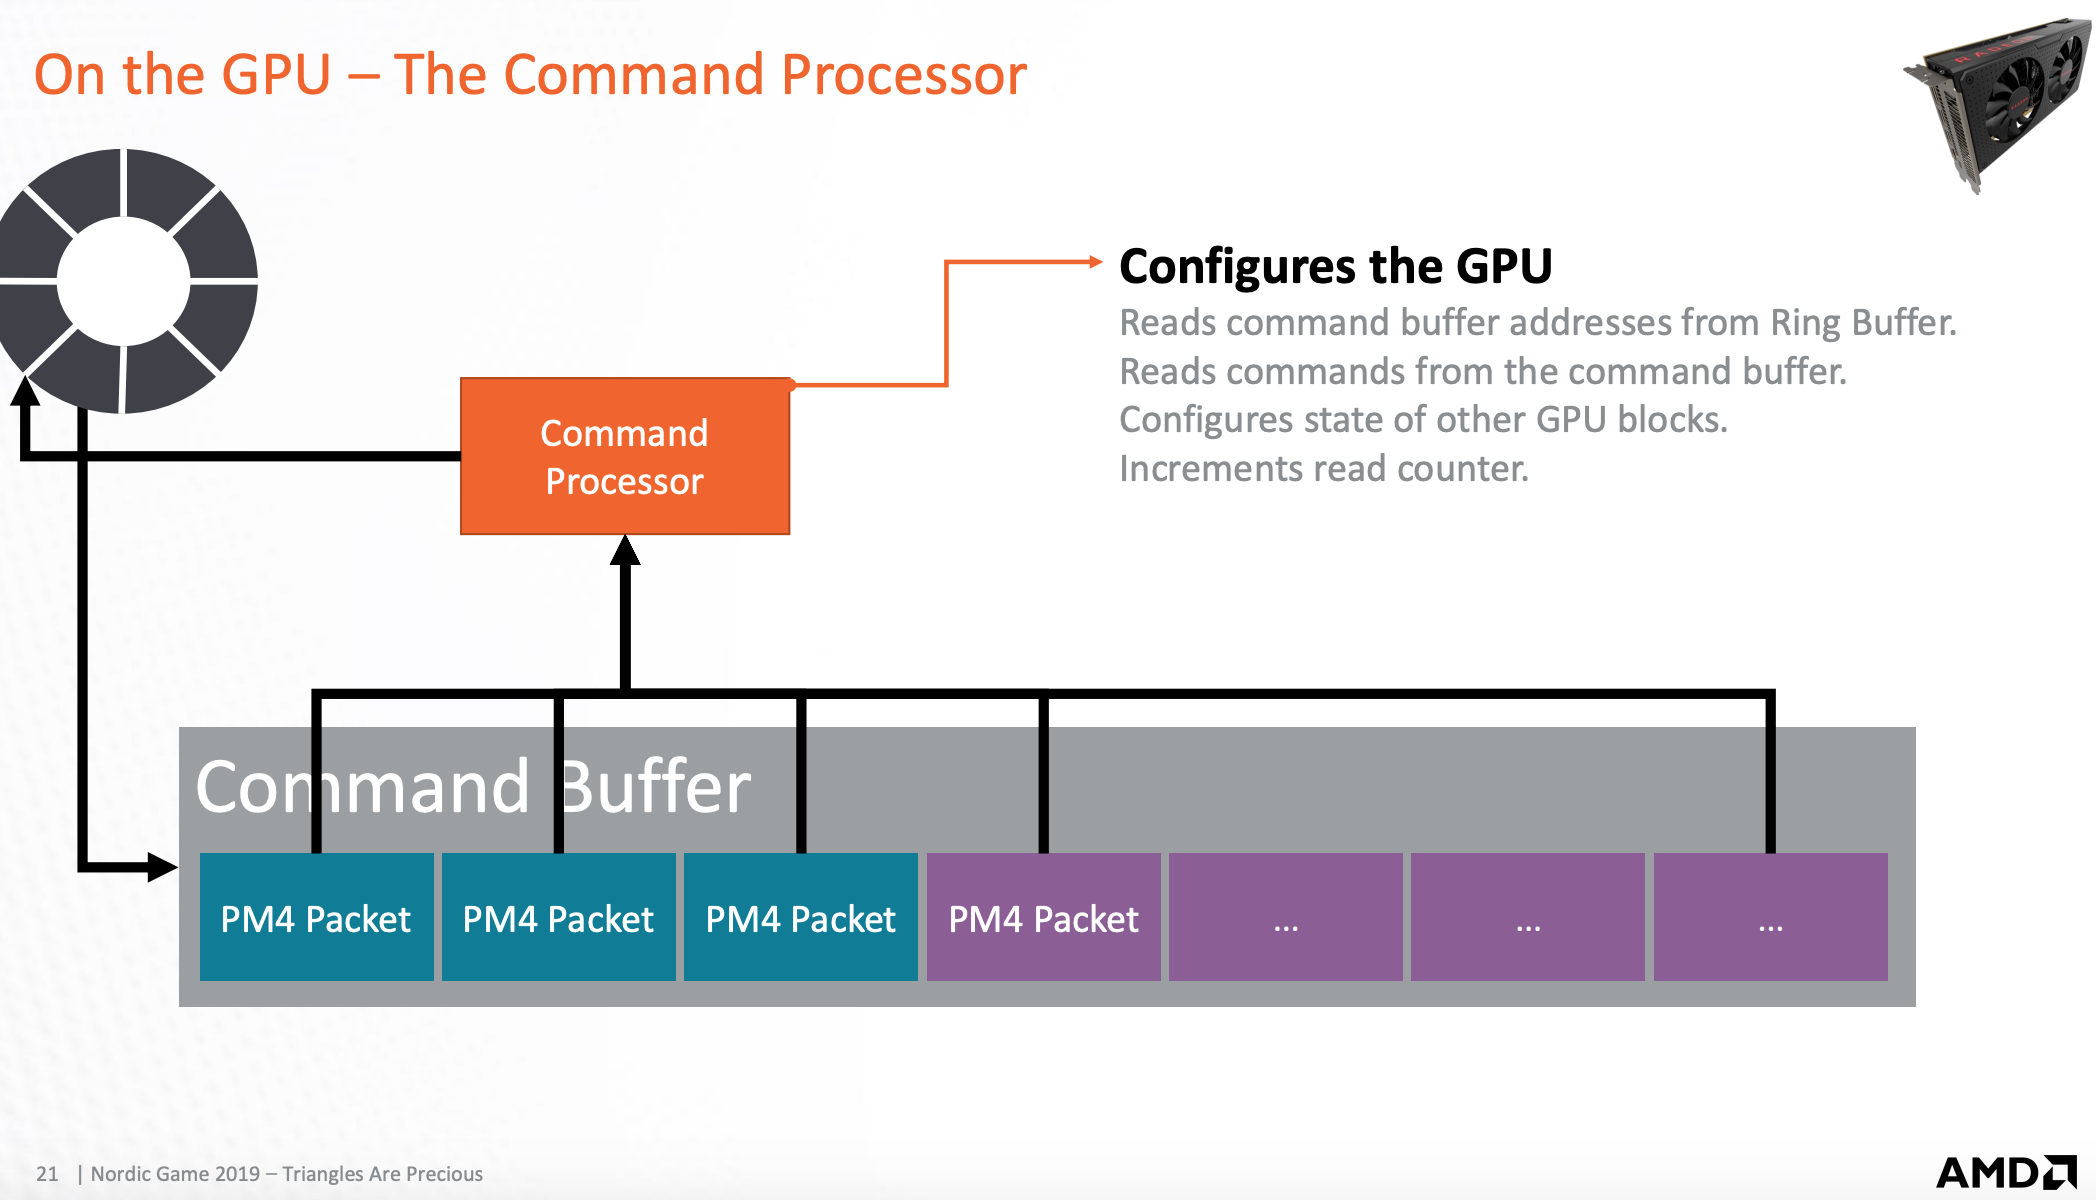 On the GPU – The Command Processor
RADEON
Configures the GPU
Reads command buffer addresses from Ring Buffer.
Reads commands from the command buffer.
Configures state of other GPU blocks.
Increments read counter.
Command
Processor
Command Buffer
PM4 Packet
PM4 Packet
PM4 Packet
PM4 Packet
...
...
...
21 | Nordic Game 2019 – Triangles Are Precious
AMD